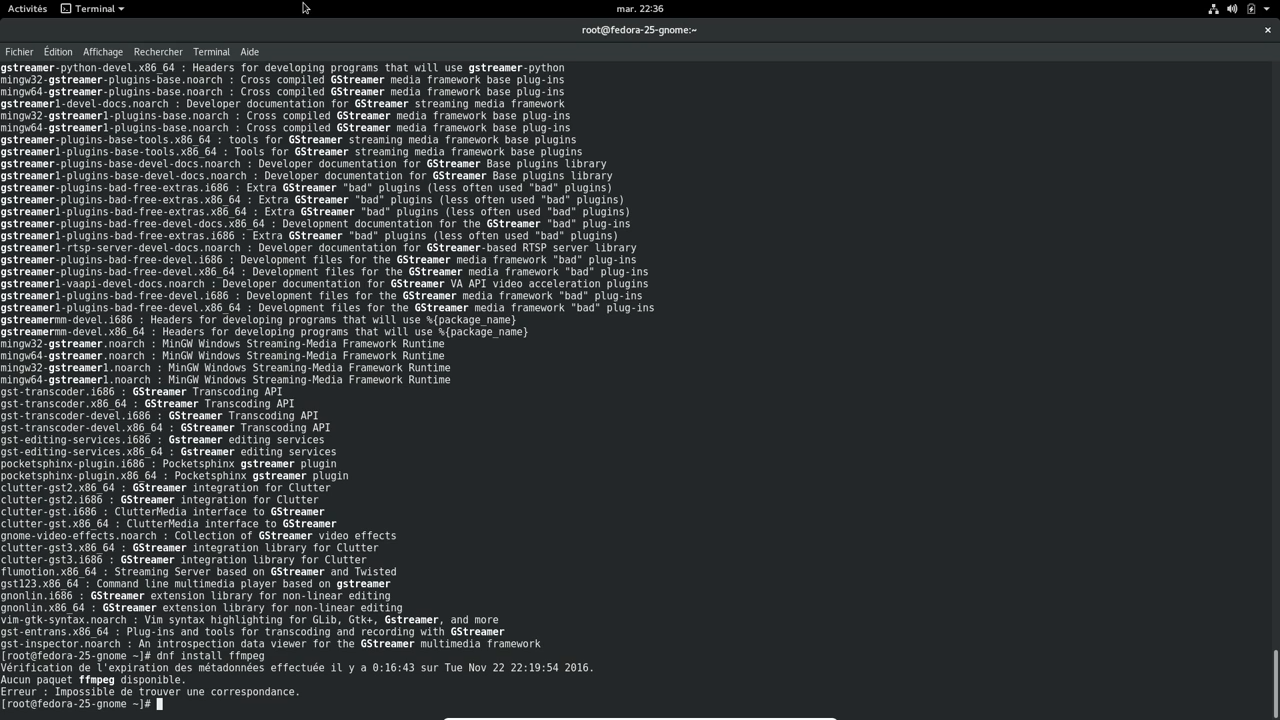 Activités Terminal mar. 22:36
root@fedora-25-gnome:~
Fichier Édition Affichage Rechercher Terminal Aide
gstreamer-python-devel.x86_64 : Headers for developing programs that will use gstreamer-python
mingw32-gstreamer-plugins-base.noarch : Cross compiled GStreamer media framework base plug-ins
mingw64-gstreamer-plugins-base.noarch : Cross compiled GStreamer media framework base plug-ins
gstreamer1-devel-docs.noarch : Developer documentation for GStreamer streaming media framework
mingw32-gstreamer1-plugins-base.noarch : Cross compiled GStreamer media framework base plug-ins
mingw64-gstreamer1-plugins-base.noarch : Cross compiled GStreamer media framework base plug-ins
gstreamer-plugins-base-tools.x86_64 : tools for GStreamer streaming media framework base plugins
gstreamer1-plugins-base-tools.x86_64 : Tools for GStreamer streaming media framework base plugins
gstreamer-plugins-base-devel-docs.noarch : Developer documentation for GStreamer Base plugins library
gstreamer1-plugins-base-devel-docs.noarch : Developer documentation for GStreamer Base plugins library
gstreamer-plugins-bad-free-extras.i686 : Extra GStreamer "bad" plugins (less often used "bad" plugins)
gstreamer-plugins-bad-free-extras.x86_64 : Extra GStreamer "bad" plugins (less often used "bad" plugins)
gstreamer1-plugins-bad-free-extras.x86_64 : Extra GStreamer "bad" plugins (less often used "bad" plugins)
gstreamer-plugins-bad-free-devel-docs.x86_64 : Development documentation for the GStreamer "bad" plug-ins
gstreamer1-plugins-bad-free-extras.i686 : Extra GStreamer "bad" plugins (less often used "bad" plugins)
gstreamer1-rtsp-server-devel-docs.noarch : Developer documentation for GStreamer-based RTSP server library
gstreamer-plugins-bad-free-devel.i686 : Development files for the GStreamer media framework "bad" plug-ins
gstreamer-plugins-bad-free-devel.x86_64 : Development files for the GStreamer media framework "bad" plug-ins
gstreamer1-vaapi-devel-docs.noarch : Developer documentation for GStreamer VA API video acceleration plugins
gstreamer1-plugins-bad-free-devel.i686 : Development files for the GStreamer media framework "bad" plug-ins
gstreamer1-plugins-bad-free-devel.x86_64 : Development files for the GStreamer media framework "bad" plug-ins
gstreamermm-devel.i686 : Headers for developing programs that will use %{package_name}
gstreamermm-devel.x86_64 : Headers for developing programs that will use %{package_name}
mingw32-gstreamer.noarch : MinGW Windows Streaming-Media Framework Runtime
mingw64-gstreamer.noarch : MinGW Windows Streaming-Media Framework Runtime
mingw32-gstreamer1.noarch : MinGW Windows Streaming-Media Framework Runtime
mingw64-gstreamer1.noarch : MinGW Windows Streaming-Media Framework Runtime
gst-transcoder.i686 : GStreamer Transcoding API
gst-transcoder.x86_64 : GStreamer Transcoding API
gst-transcoder-devel.i686 : GStreamer Transcoding API
gst-transcoder-devel.x86_64 : GStreamer Transcoding API
gst-editing-services.i686 : Gstreamer editing services
gst-editing-services.x86_64 : Gstreamer editing services
pocketsphinx-plugin.i686 : Pocketsphinx gstreamer plugin
pocketsphinx-plugin.x86_64 : Pocketsphinx gstreamer plugin
clutter-gst2.x86_64 : GStreamer integration for Clutter
clutter-gst2.i686 : GStreamer integration for Clutter
clutter-gst.i686 : ClutterMedia interface to GStreamer
clutter-gst.x86_64 : ClutterMedia interface to GStreamer
gnome-video-effects.noarch : Collection of GStreamer video effects
clutter-gst3.x86_64 : GStreamer integration library for Clutter
clutter-gst3.i686 : GStreamer integration library for Clutter
flumotion.x86_64 : Streaming Server based on GStreamer and Twisted
gst123.x86_64 : Command line multimedia player based on gstreamer
gnonlin.i686 : GStreamer extension library for non-linear editing
gnonlin.x86_64 : GStreamer extension library for non-linear editing
vim-gtk-syntax.noarch : Vim syntax highlighting for GLib, Gtk+, Gstreamer, and more
gst-entrans.x86_64 : Plug-ins and tools for transcoding and recording with GStreamer
gst-inspector.noarch : An introspection data viewer for the GStreamer multimedia framework
[root@fedora-25-gnome ~]# dnf install ffmpeg
Vérification de l'expiration des métadonnées effectuée il y a 0:16:43 sur Tue Nov 22 22:19:54 2016.
Aucun paquet ffmpeg disponible.
Erreur : Impossible de trouver une correspondance.
[root@fedora-25-gnome ~]#